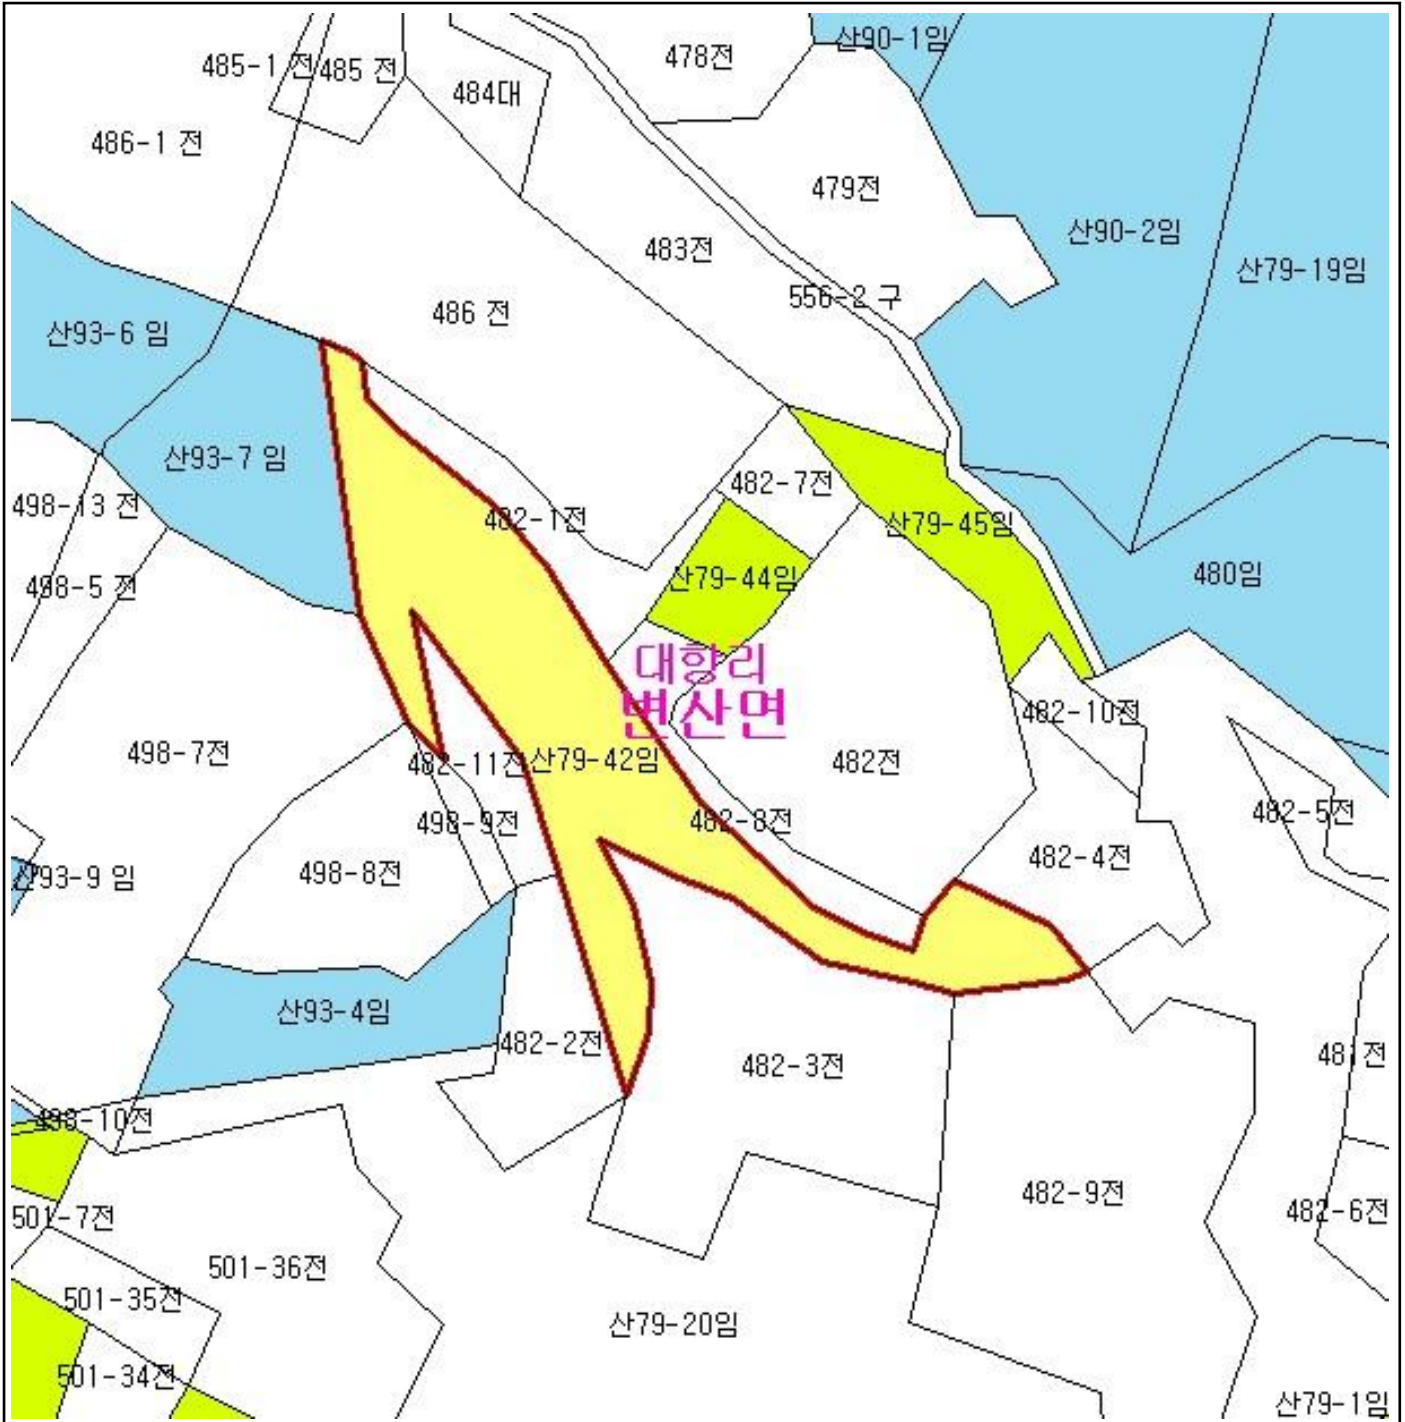 산90-1임
485-1 전
485 전
478전
484대
486-1 전
479전
산90-2임
483전
산79-19임
556-2 구
486 전
산93-6 임
산93-7 임
482-7전
498-13 전
482-1전
산79-45임
산79-44임
480임
498-5 전
대항리
변산면
482-10전
498-7전
482-11전
산79-42임
482전
482-5전
498-9전
482-8전
482-4전
498-8전
산93-9 임
산93-4임
482-2전
482-3전
481전
498-10전
482-9전
501-7전
482-6전
501-36전
501-35전
산79-20임
501-34전
산79-1임